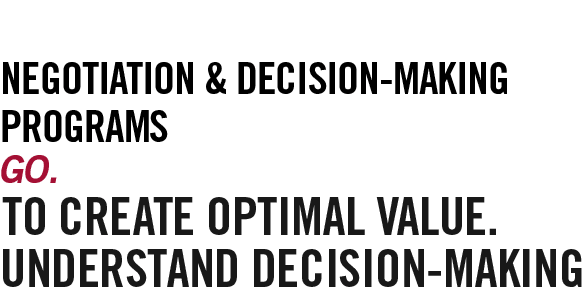 NEGOTIATION & DECISION-MAKING
PROGRAMS
GO.
TO CREATE OPTIMAL VALUE.
UNDERSTAND DECISION-MAKING